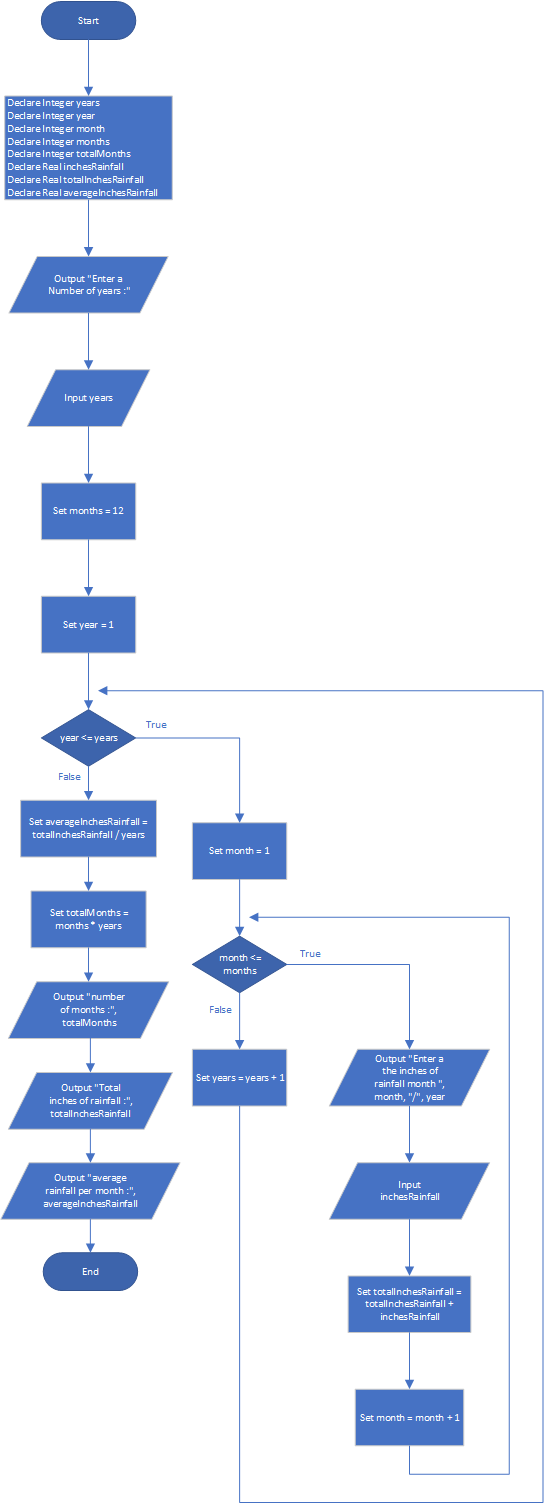 Start
Declare Integer years
Declare Integer year
Declare Integer month
Declare Integer months
Declare Integer totalMonths
Declare Real inchesRainfall
Declare Real totalInchesRainfall
Declare Real averageInchesRainfall
Output "Enter a
Number of years :"
Input years
Set months = 12
Set year = 1
year <= years
True
False
Set averageInchesRainfall =
totalInchesRainfall / years
Set totalMonths =
months * years
Output "number
of months :",
totalMonths
Output "Total
inches of rainfall :",
totalInchesRainfall
Output "average
rainfall per month :",
averageInchesRainfall
End
Set month = 1
month <=
months
True
False
Set years = years + 1
Output "Enter a
the inches of
rainfall month ",
month, "/", year
Input
inchesRainfall
Set totalInchesRainfall =
totalInchesRainfall +
inchesRainfall
Set month = month + 1